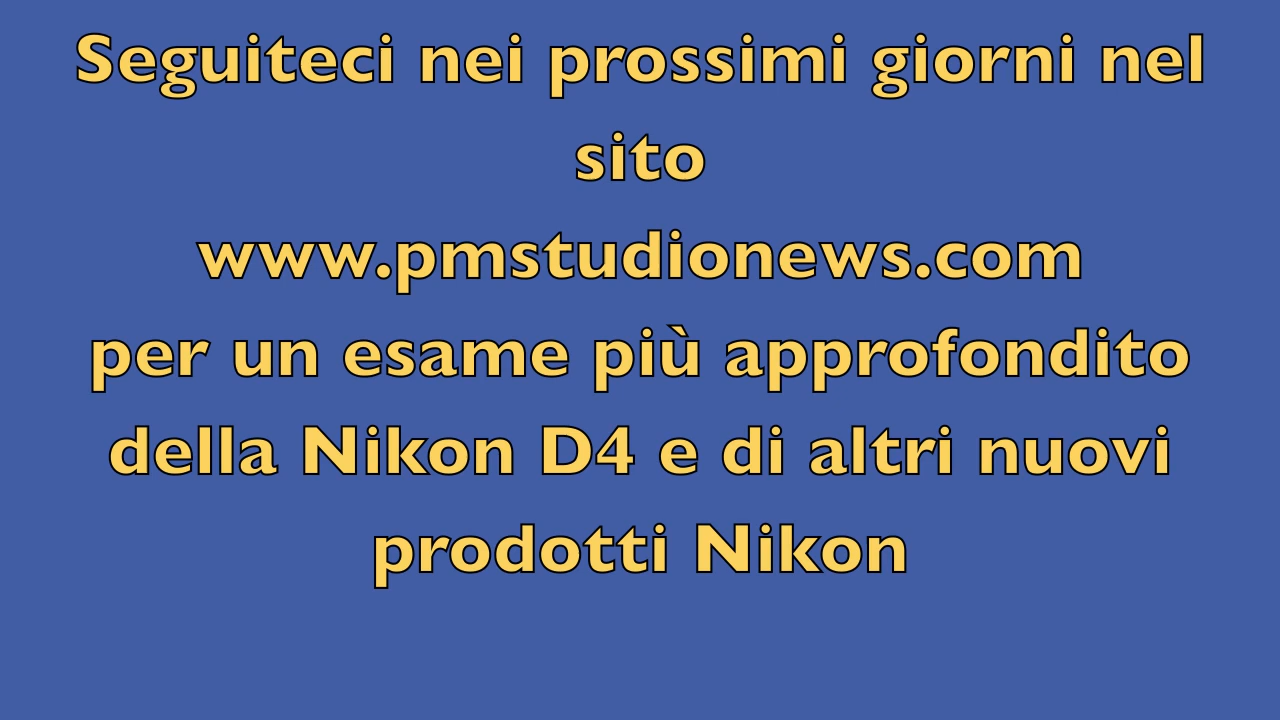 Seguiteci nei prossimi giorni nel
sito
www.pmstudionews.com
per un esame più approfondito
della Nikon D4 e di altri nuovi
prodotti Nikon